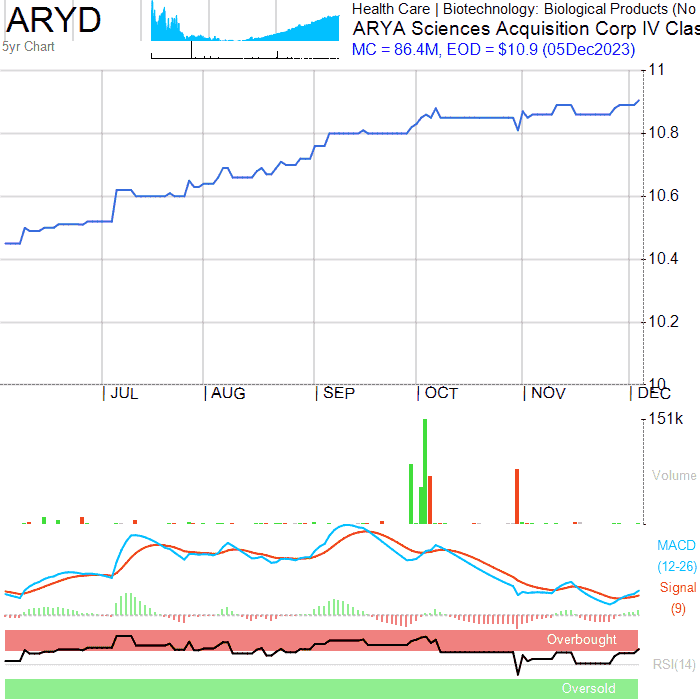 ARYD
5yr Chart
Health Care | Biotechnology: Biological Products (No
ARYA Sciences Acquisition Corp IV Clas
MC = 86.4M, EOD = $10.9 (05Dec2023)
11
10.8
10.6
10.4
10.2
10
JUL
AUG
SEP
OCT
NOV
DEC
151k
Volume
MACD
(12-26)
Signal
(9)
Overbought
RSI(14)
Oversold